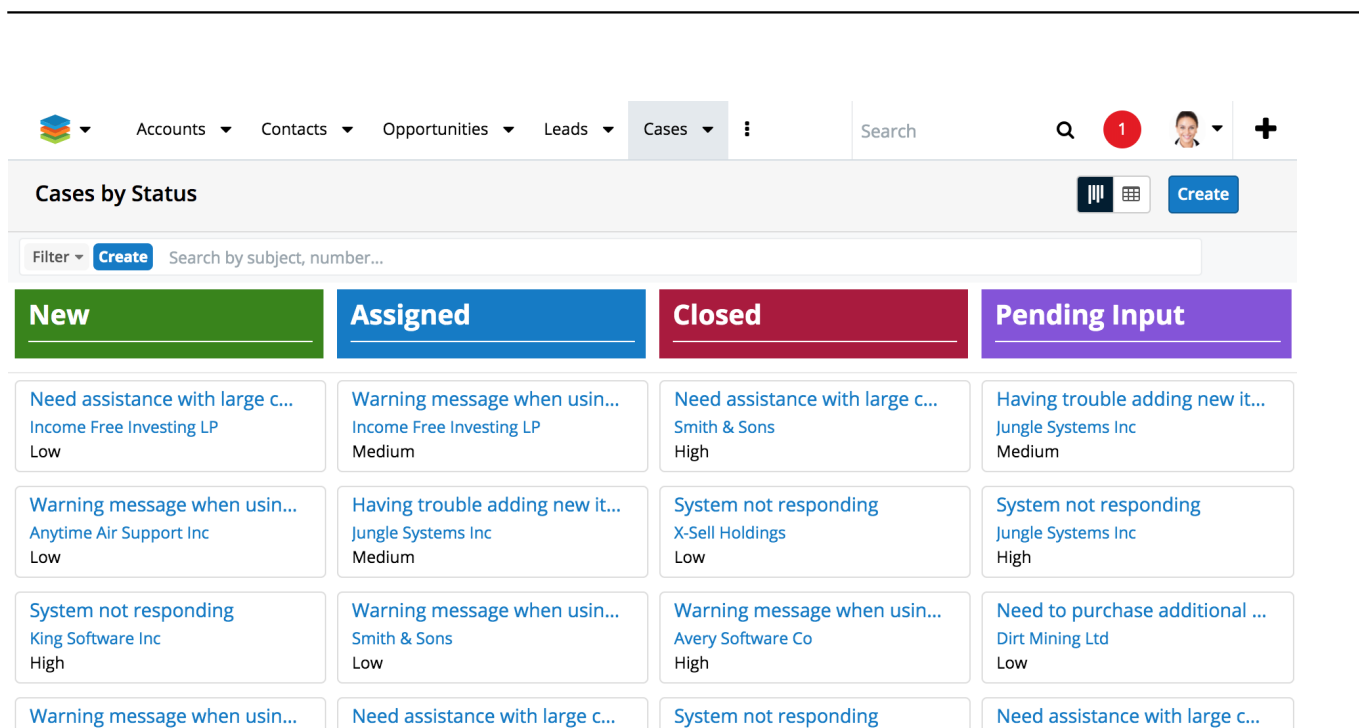 Accounts Contacts Opportunities Leads Cases Search 1
Cases by Status Create
Filter Create Search by subject, number...
New Assigned Closed Pending Input
Need assistance with large c... Warning message when usin... Need assistance with large c... Having trouble adding new it...
Income Free Investing LP Income Free Investing LP Smith & Sons Jungle Systems Inc
Low Medium High Medium
Warning message when usin... Having trouble adding new it... System not responding System not responding
Anytime Air Support Inc Jungle Systems Inc X-Sell Holdings Jungle Systems Inc
Low Medium Low High
System not responding Warning message when usin... Warning message when usin... Need to purchase additional ...
King Software Inc Smith & Sons Avery Software Co Dirt Mining Ltd
High Low High Low
Warning message when usin... Need assistance with large c... System not responding Need assistance with large c...